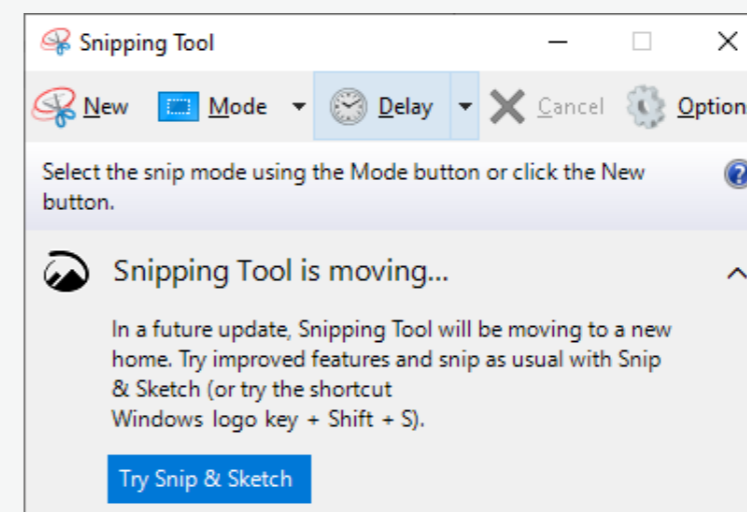 Snipping Tool
New Mode Delay Cancel Option
Select the snip mode using the Mode button or click the New
button.
Snipping Tool is moving...
In a future update, Snipping Tool will be moving to a new
home. Try improved features and snip as usual with Snip
& Sketch (or try the shortcut
Windows logo key + Shift + S).
Try Snip & Sketch